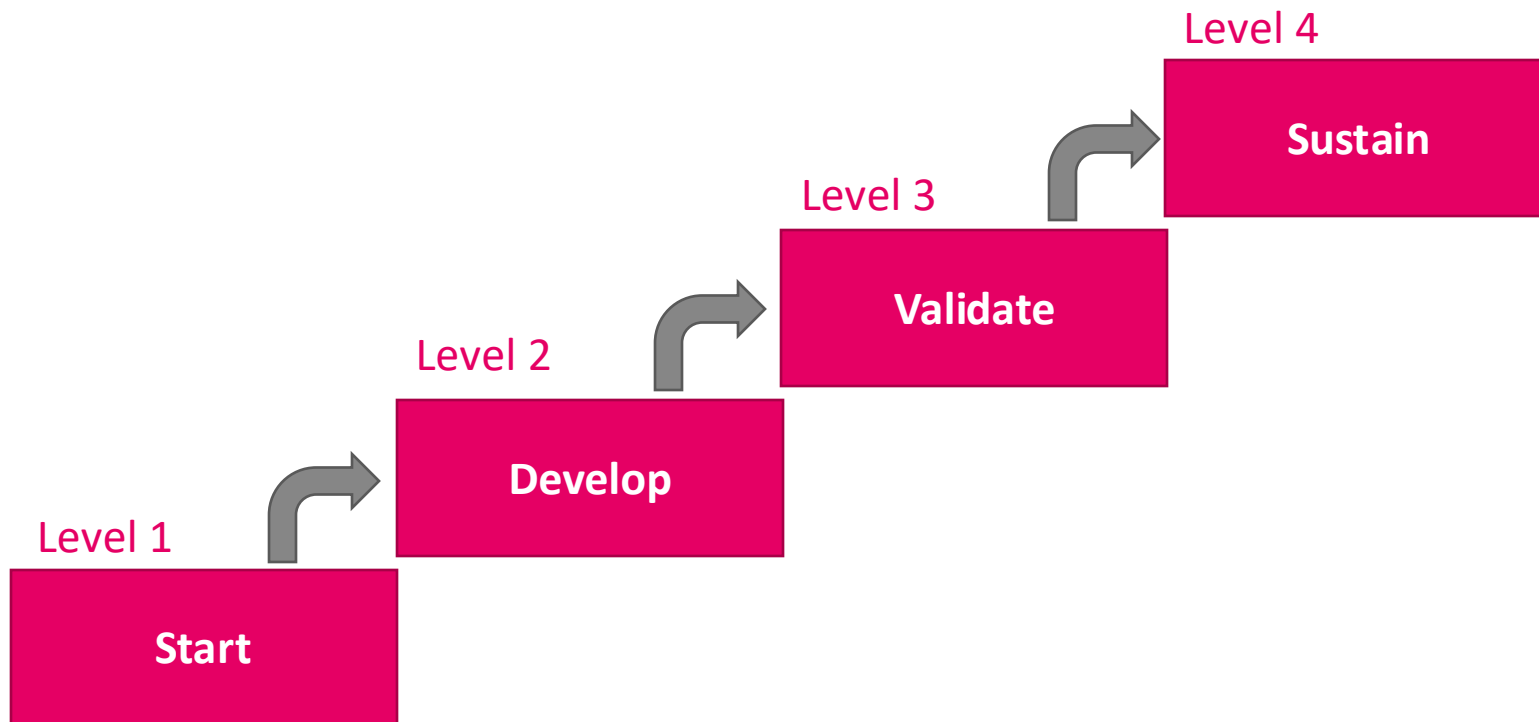 Level 1
Start
Level 2
Develop
Level 3
Validate
Level 4
Sustain